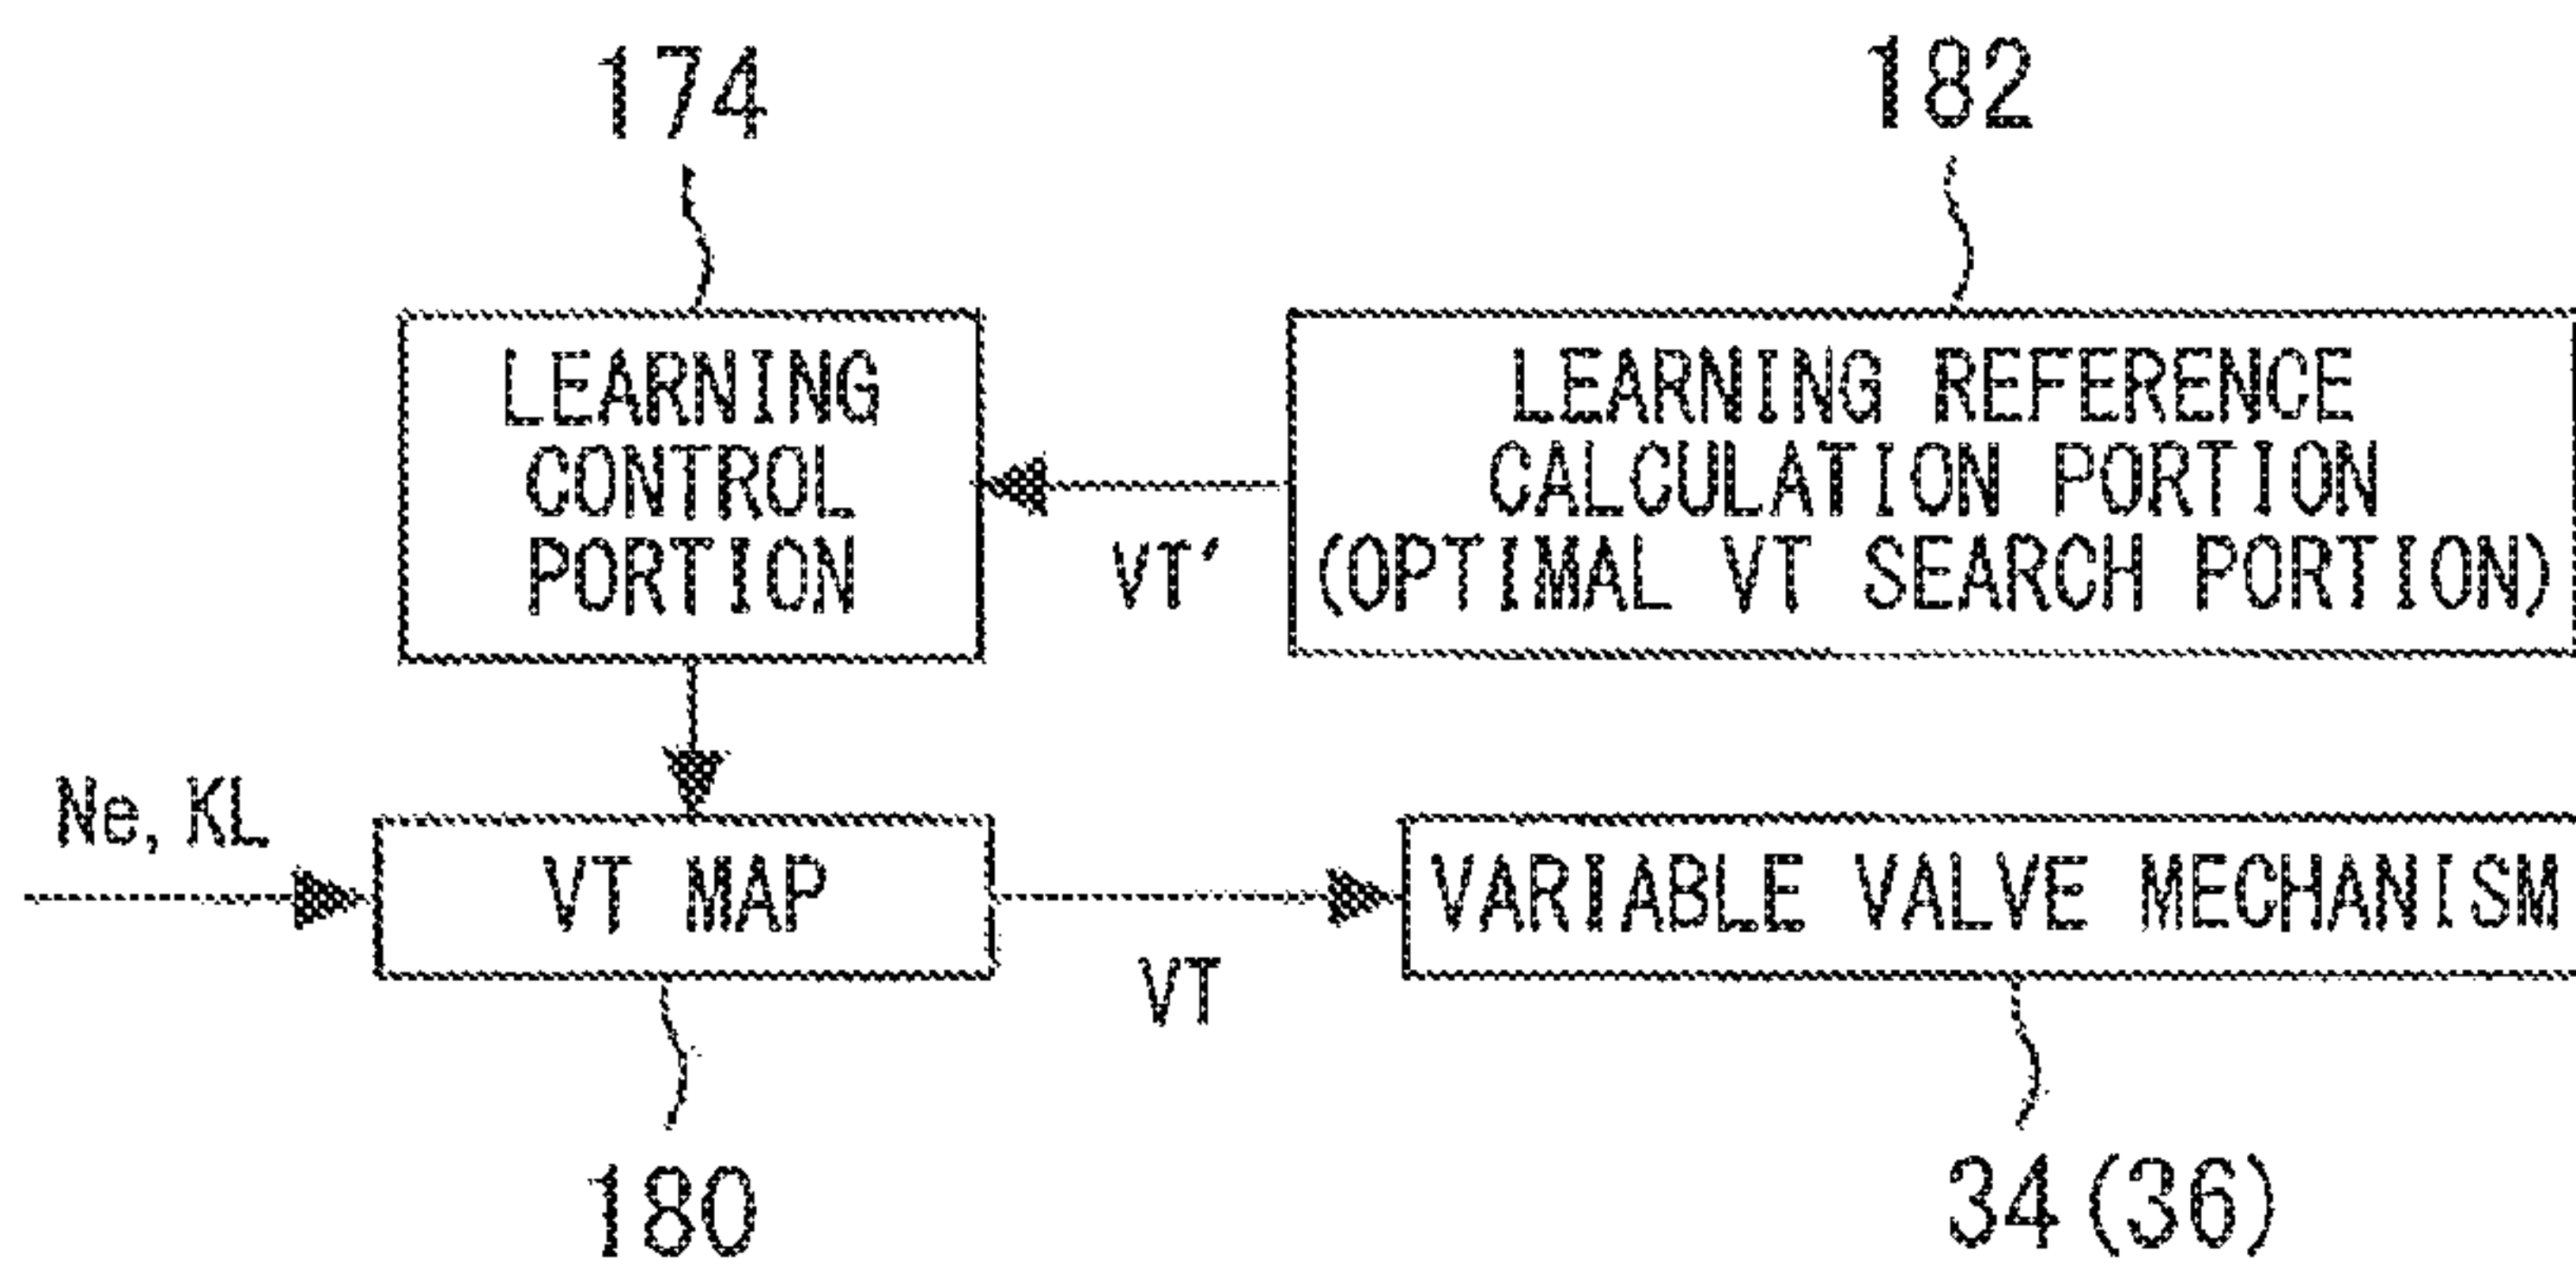 174
182
LEARNING
CONTROL
PORTION
LEARNING REFERENCE
CALCULATION PORTION
(OPTIMAL VT SEARCH PORTION)
VT'
Ne, KL
VT MAP
VT
VARIABLE VALVE MECHANISM
180
34 (36)